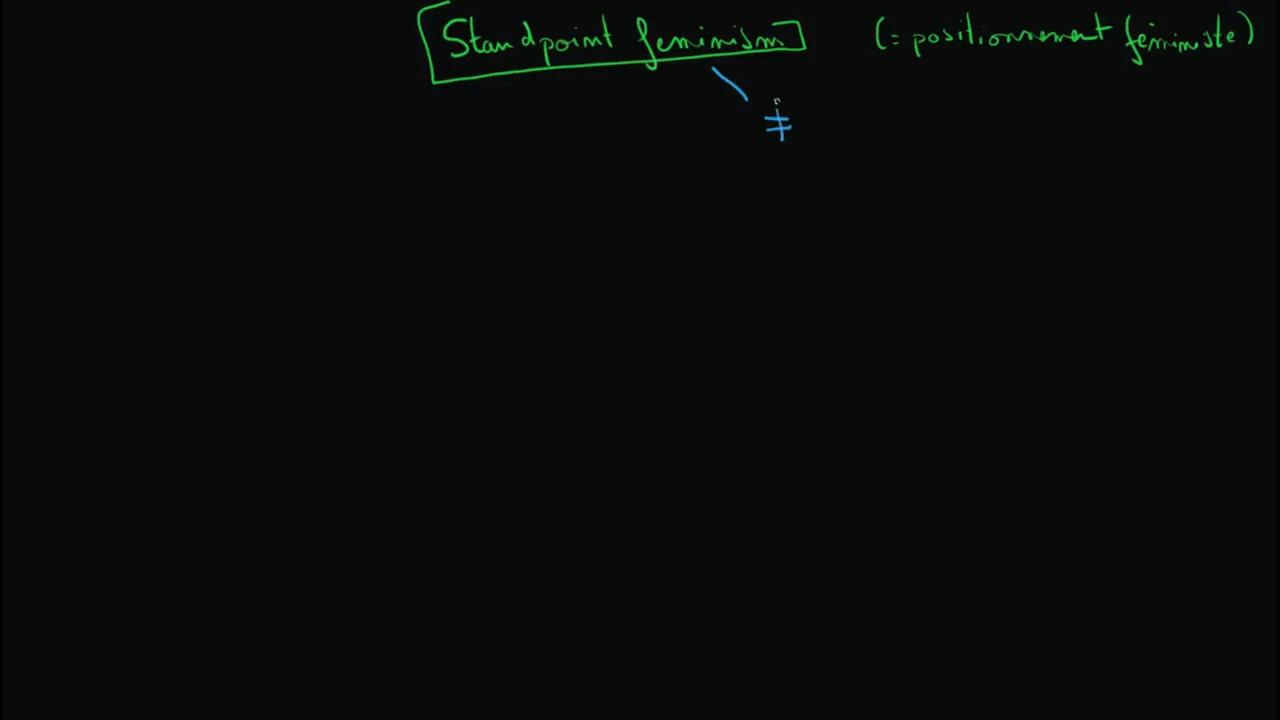 Standpoint feminism (= positionnement féministe)
≠